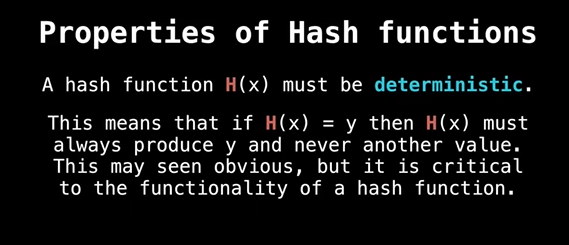 Properties of Hash functions
A hash function H(x) must be deterministic.
This means that if H(x) = y then H(x) must
always produce y and never another value.
This may seen obvious, but it is critical
to the functionality of a hash function.